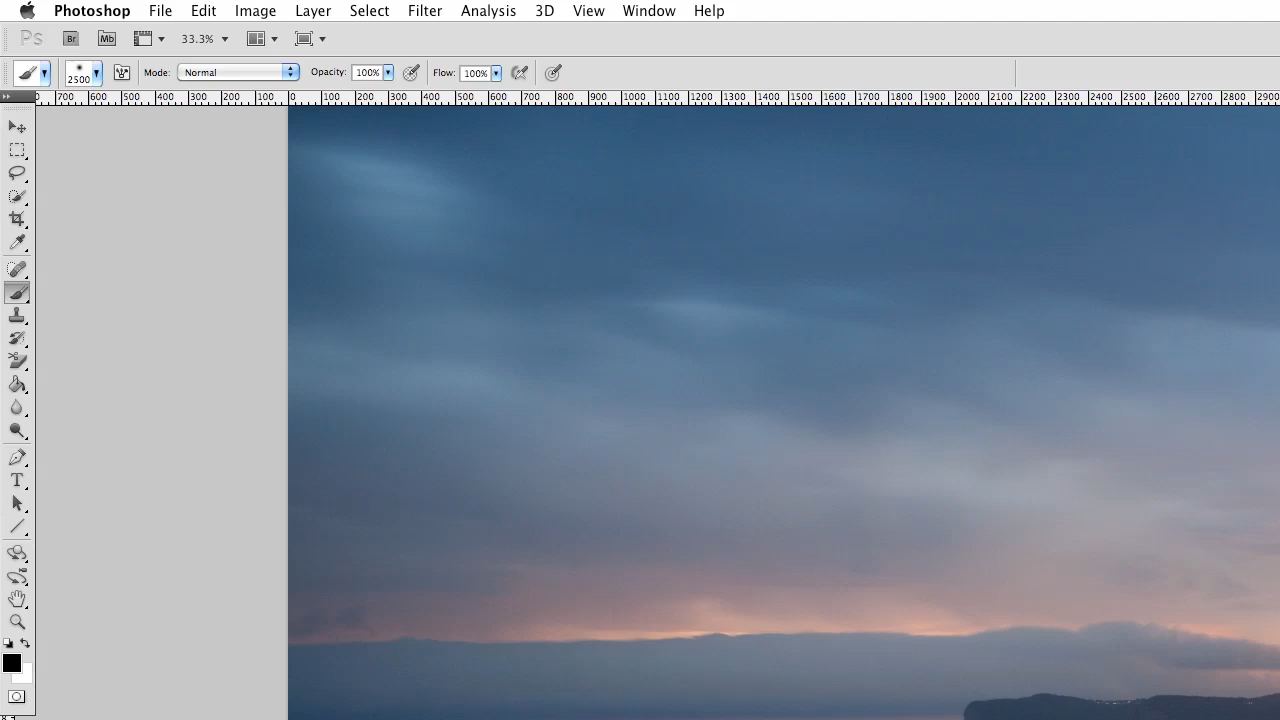 Photoshop File Edit Image Layer Select Filter Analysis 3D View Window Help
Ps Br Mb 33.3%
2500 Mode: Normal Opacity: 100% Flow: 100%
700 600 500 400 300 200 100 0 100 200 300 400 500 600 700 800 900 1000 1100 1200 1300 1400 1500 1600 1700 1800 1900 2000 2100 2200 2300 2400 2500 2600 2700 2800 2900
T